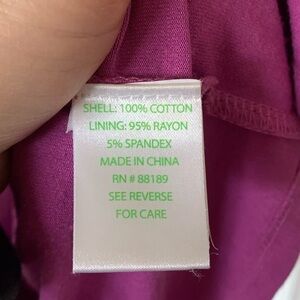 SHELL: 100% COTTON
LINING: 95% RAYON
5% SPANDEX
MADE IN CHINA
RN # 88189
SEE REVERSE
FOR CARE